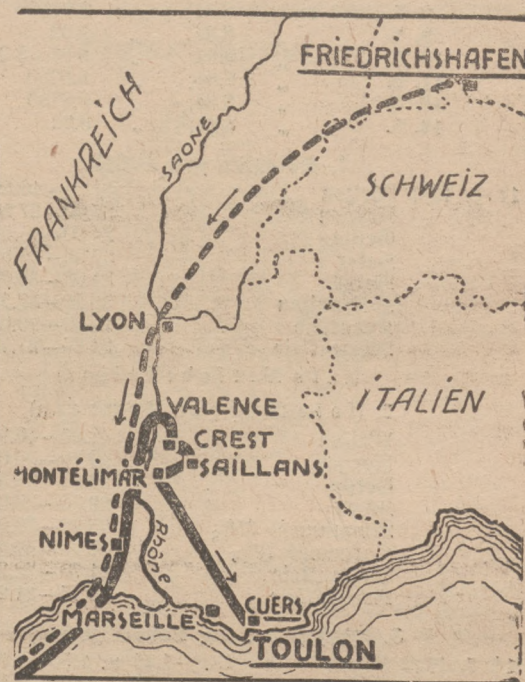 FRIEDRICHSHAFEN
FRANKREICH
SAONE
SCHWEIZ
LYON
ITALIEN
VALENCE
CREST
SAILLANS
MONTÉLIMAR
NIMES
Rhône
CUERS
MARSEILLE
TOULON